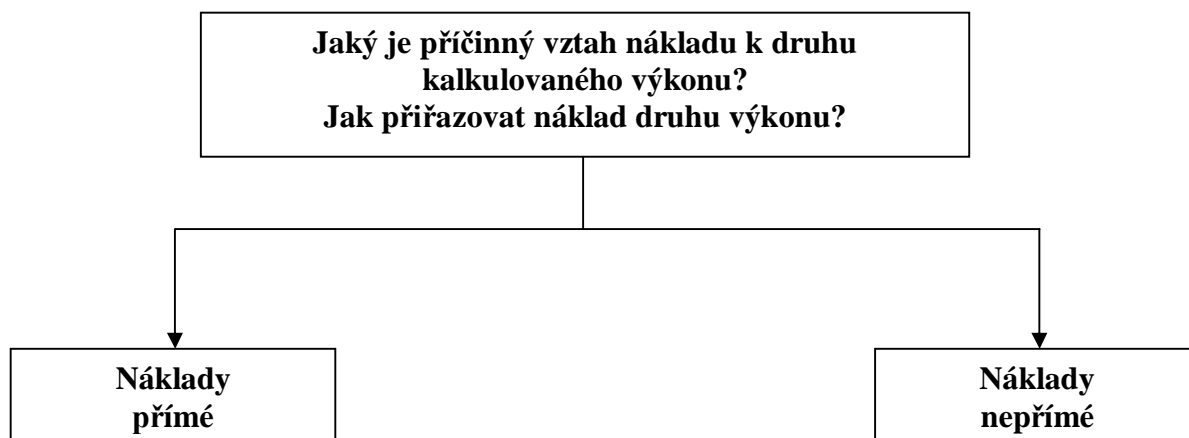 Jaký je příčinný vztah nákladu k druhu
kalkulovaného výkonu?
Jak přiřazovat náklad druhu výkonu?
Náklady
přímé
Náklady
nepřímé